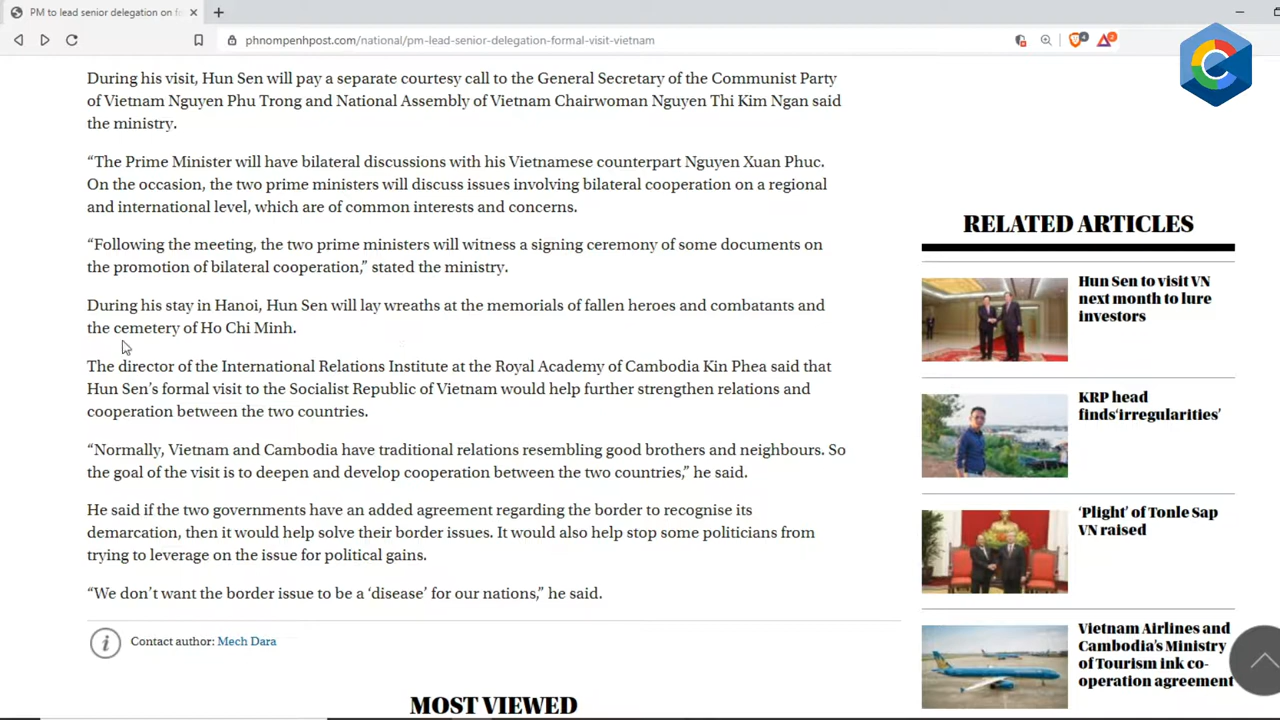 PM to lead senior delegation on fo
phnompenhpost.com/national/pm-lead-senior-delegation-formal-visit-vietnam
4
2
During his visit, Hun Sen will pay a separate courtesy call to the General Secretary of the Communist Party
of Vietnam Nguyen Phu Trong and National Assembly of Vietnam Chairwoman Nguyen Thi Kim Ngan said
the ministry.
“The Prime Minister will have bilateral discussions with his Vietnamese counterpart Nguyen Xuan Phuc.
On the occasion, the two prime ministers will discuss issues involving bilateral cooperation on a regional
and international level, which are of common interests and concerns.
“Following the meeting, the two prime ministers will witness a signing ceremony of some documents on
the promotion of bilateral cooperation,” stated the ministry.
During his stay in Hanoi, Hun Sen will lay wreaths at the memorials of fallen heroes and combatants and
the cemetery of Ho Chi Minh.
The director of the International Relations Institute at the Royal Academy of Cambodia Kin Phea said that
Hun Sen’s formal visit to the Socialist Republic of Vietnam would help further strengthen relations and
cooperation between the two countries.
“Normally, Vietnam and Cambodia have traditional relations resembling good brothers and neighbours. So
the goal of the visit is to deepen and develop cooperation between the two countries,” he said.
He said if the two governments have an added agreement regarding the border to recognise its
demarcation, then it would help solve their border issues. It would also help stop some politicians from
trying to leverage on the issue for political gains.
“We don’t want the border issue to be a ‘disease’ for our nations,” he said.
Contact author: Mech Dara
MOST VIEWED
RELATED ARTICLES
Hun Sen to visit VN
next month to lure
investors
KRP head
finds‘irregularities’
‘Plight’ of Tonle Sap
VN raised
Vietnam Airlines and
Cambodia’s Ministry
of Tourism ink co-
operation agreement